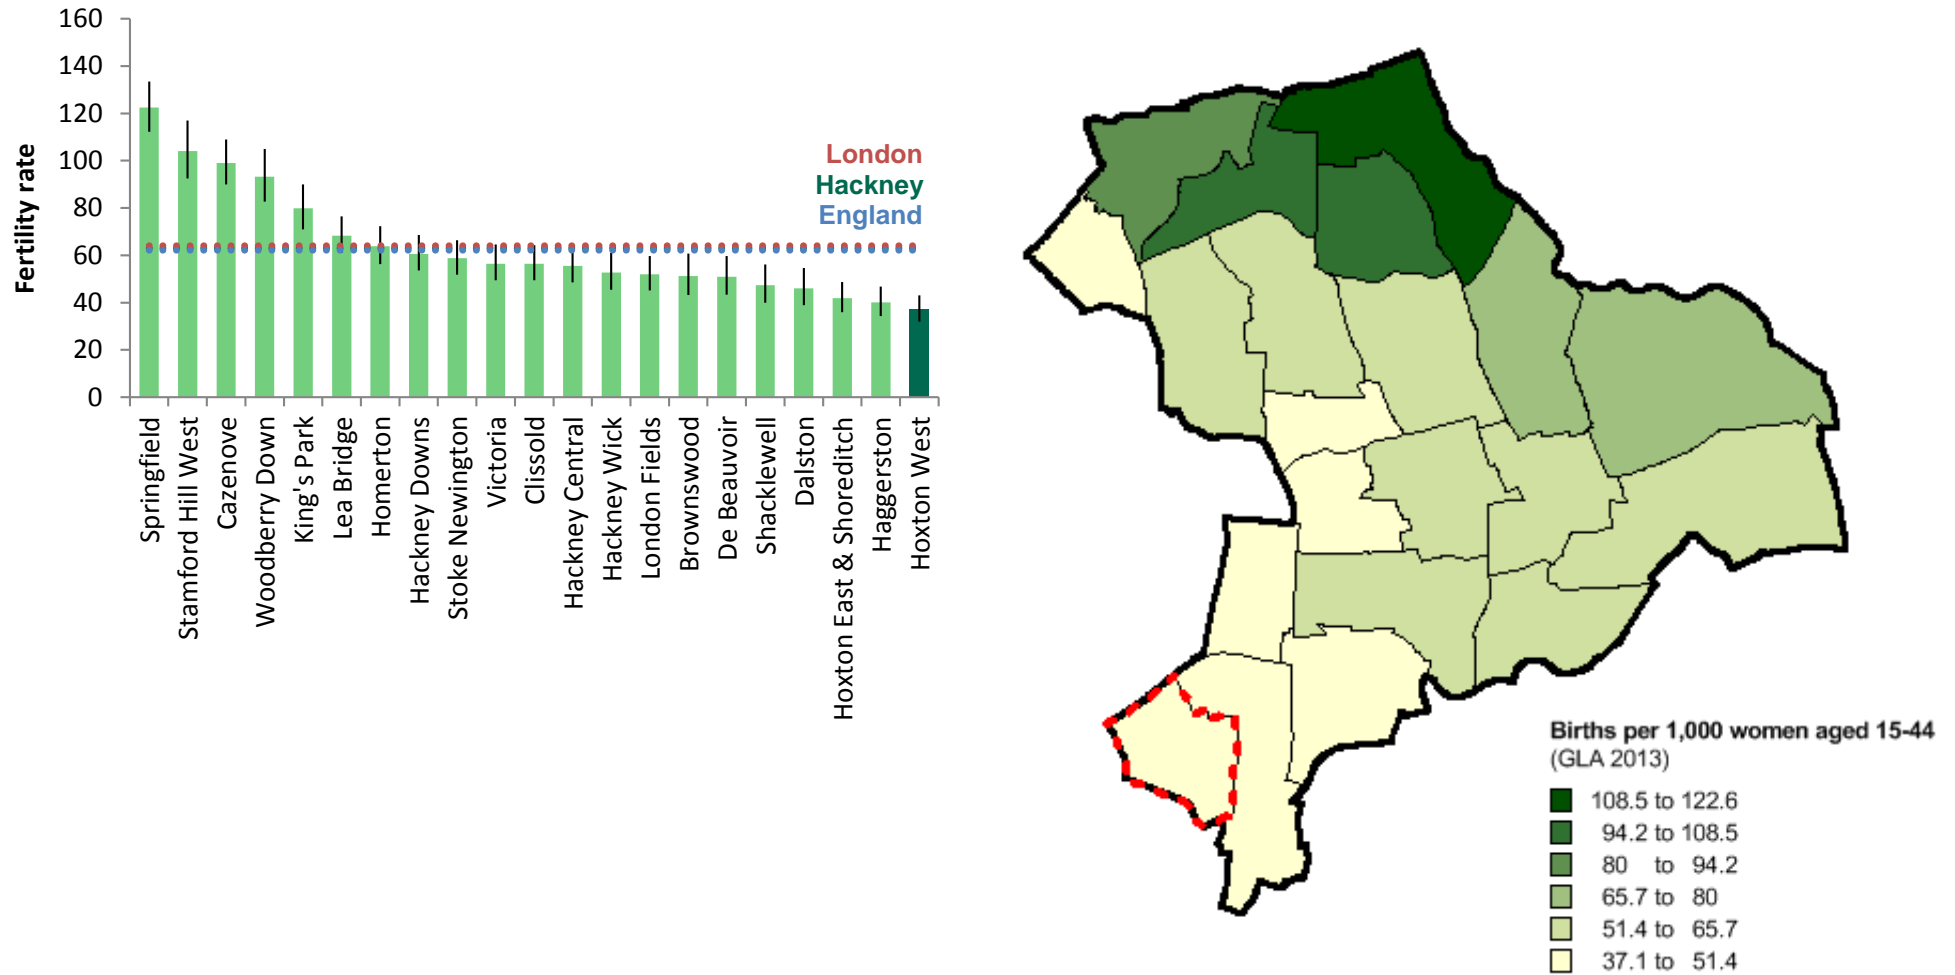 160
140
120
100
80
60
40
20
0
Fertility rate
London
Hackney
England
Springfield
Stamford Hill West
Cazenove
Woodberry Down
King's Park
Lea Bridge
Homerton
Hackney Downs
Stoke Newington
Victoria
Clissold
Hackney Central
Hackney Wick
London Fields
Brownswood
De Beauvoir
Shacklewell
Dalston
Hoxton East & Shoreditch
Haggerston
Hoxton West
Births per 1,000 women aged 15-44
(GLA 2013)
108.5 to 122.6
94.2 to 108.5
80 to 94.2
65.7 to 80
51.4 to 65.7
37.1 to 51.4